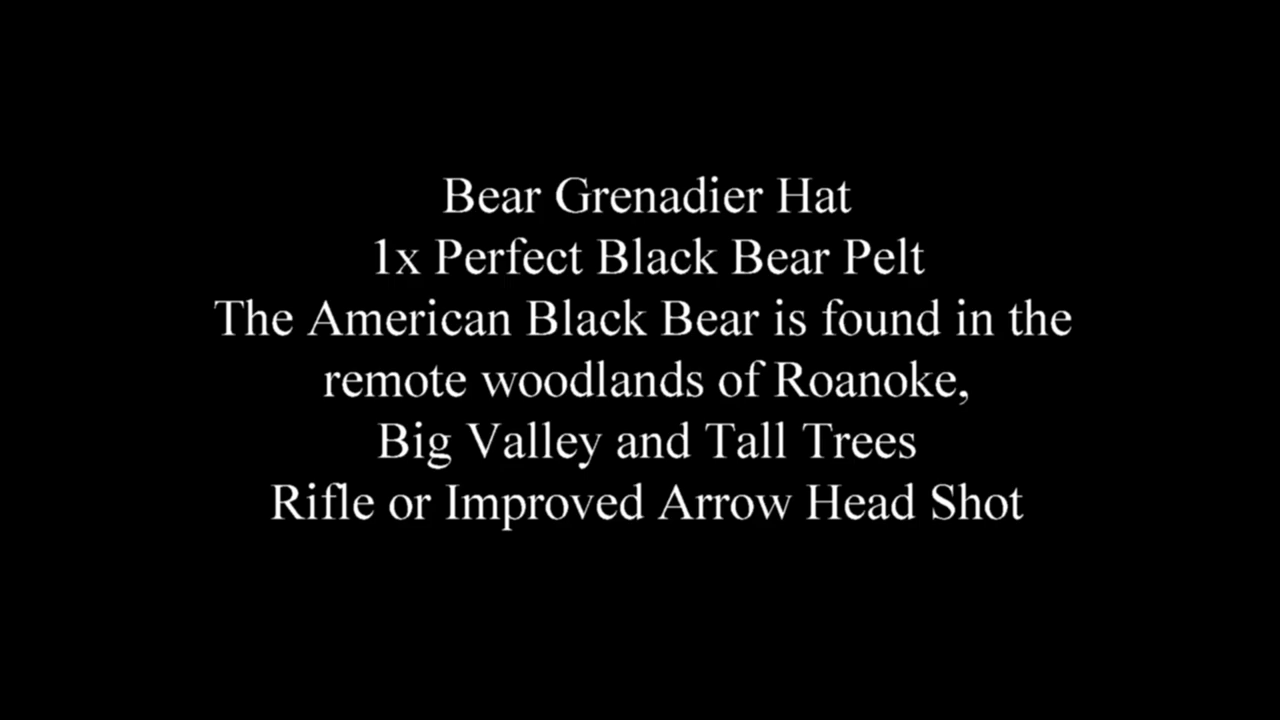 Bear Grenadier Hat
1x Perfect Black Bear Pelt
The American Black Bear is found in the
remote woodlands of Roanoke,
Big Valley and Tall Trees
Rifle or Improved Arrow Head Shot